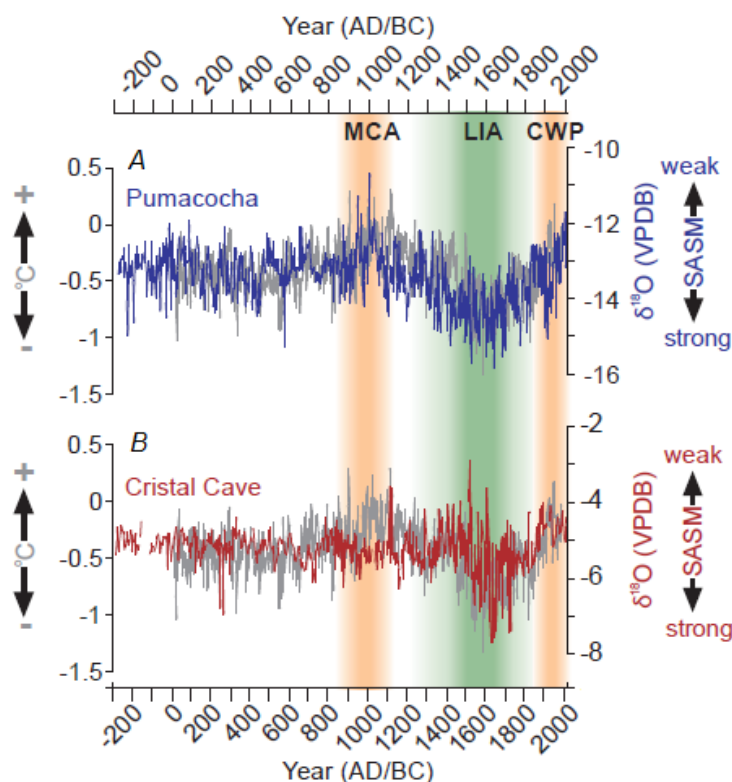 Year (AD/BC)
-200 0 200 400 600 800 1000 1200 1400 1600 1800 2000
MCA LIA CWP
A
Pumacocha
0.5
0
-0.5
-1
-1.5
+
°C
-
-10
-12
-14
-16
δ18O (VPDB)
weak
SASM
strong
B
Cristal Cave
0.5
0
-0.5
-1
-1.5
+
°C
-
-2
-4
-6
-8
δ18O (VPDB)
weak
SASM
strong
-200 0 200 400 600 800 1000 1200 1400 1600 1800 2000
Year (AD/BC)